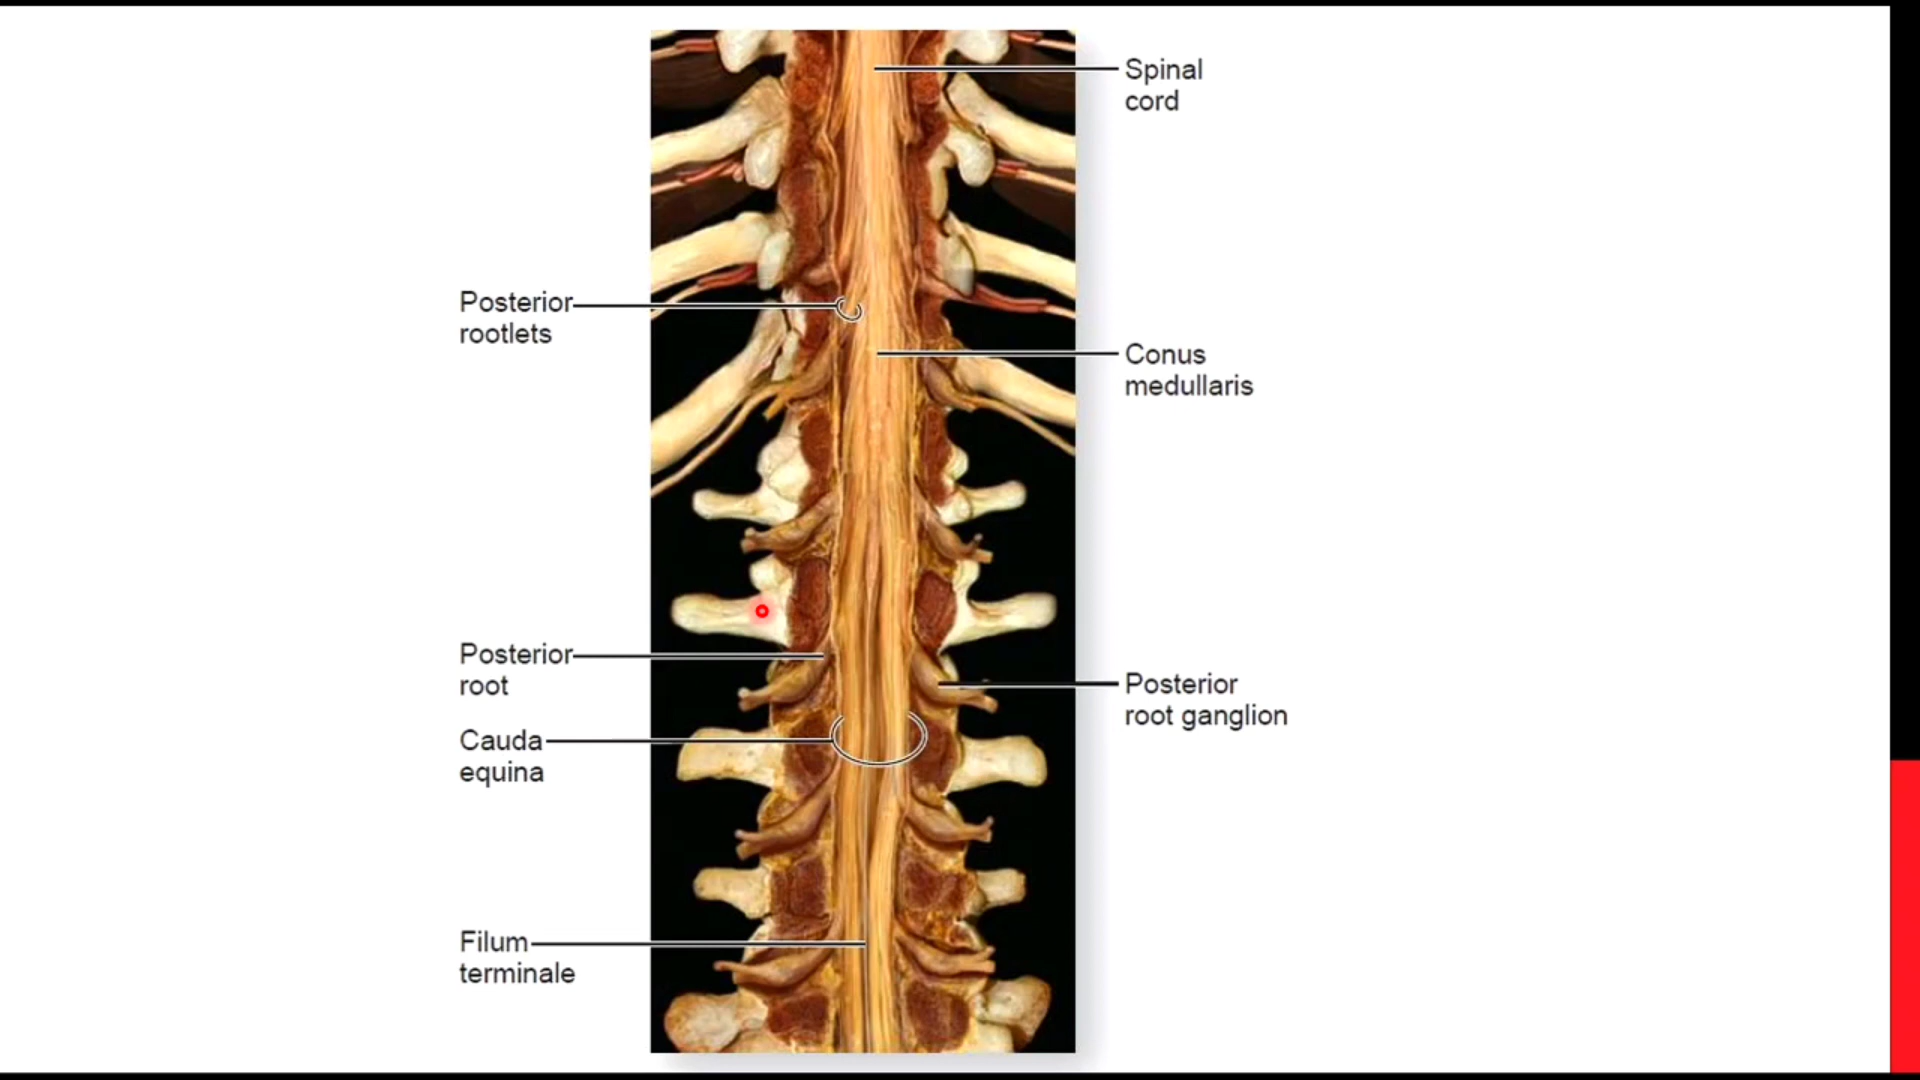 Spinal
cord
Posterior
rootlets
Conus
medullaris
Posterior
root
Posterior
root ganglion
Cauda
equina
Filum
terminale